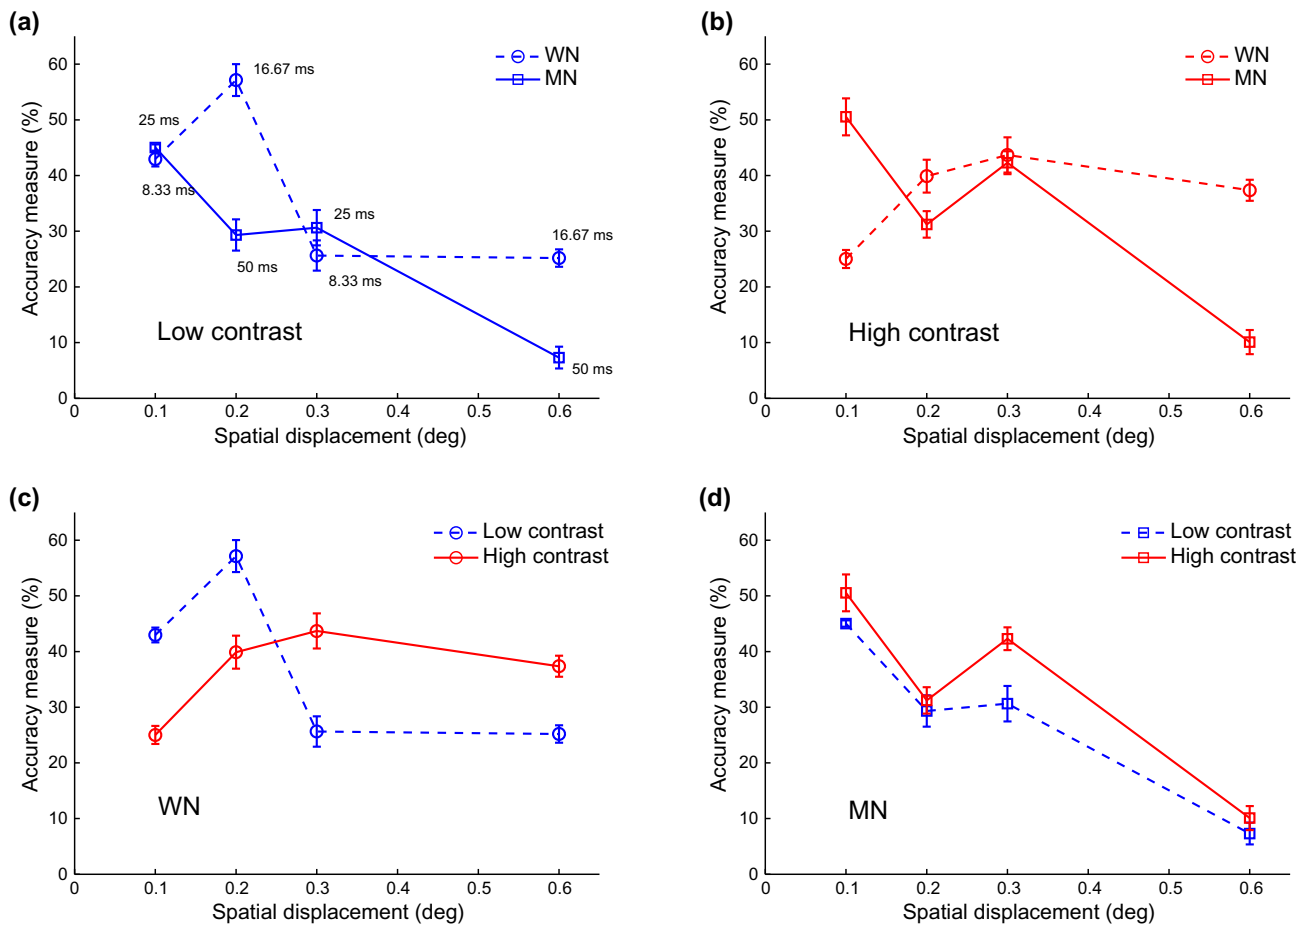 (a)
WN
MN
60
50
40
30
20
10
0
Accuracy measure (%)
16.67 ms
25 ms
8.33 ms
50 ms
25 ms
8.33 ms
16.67 ms
50 ms
Low contrast
0 0.1 0.2 0.3 0.4 0.5 0.6
Spatial displacement (deg)
(b)
WN
MN
60
50
40
30
20
10
0
Accuracy measure (%)
High contrast
0 0.1 0.2 0.3 0.4 0.5 0.6
Spatial displacement (deg)
(c)
Low contrast
High contrast
60
50
40
30
20
10
0
Accuracy measure (%)
WN
0 0.1 0.2 0.3 0.4 0.5 0.6
Spatial displacement (deg)
(d)
Low contrast
High contrast
60
50
40
30
20
10
0
Accuracy measure (%)
MN
0 0.1 0.2 0.3 0.4 0.5 0.6
Spatial displacement (deg)